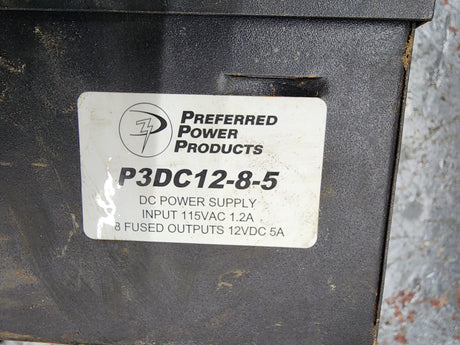 PREFERRED
POWER
PRODUCTS
P3DC12-8-5
DC POWER SUPPLY
INPUT 115VAC 1.2A
8 FUSED OUTPUTS 12VDC 5A